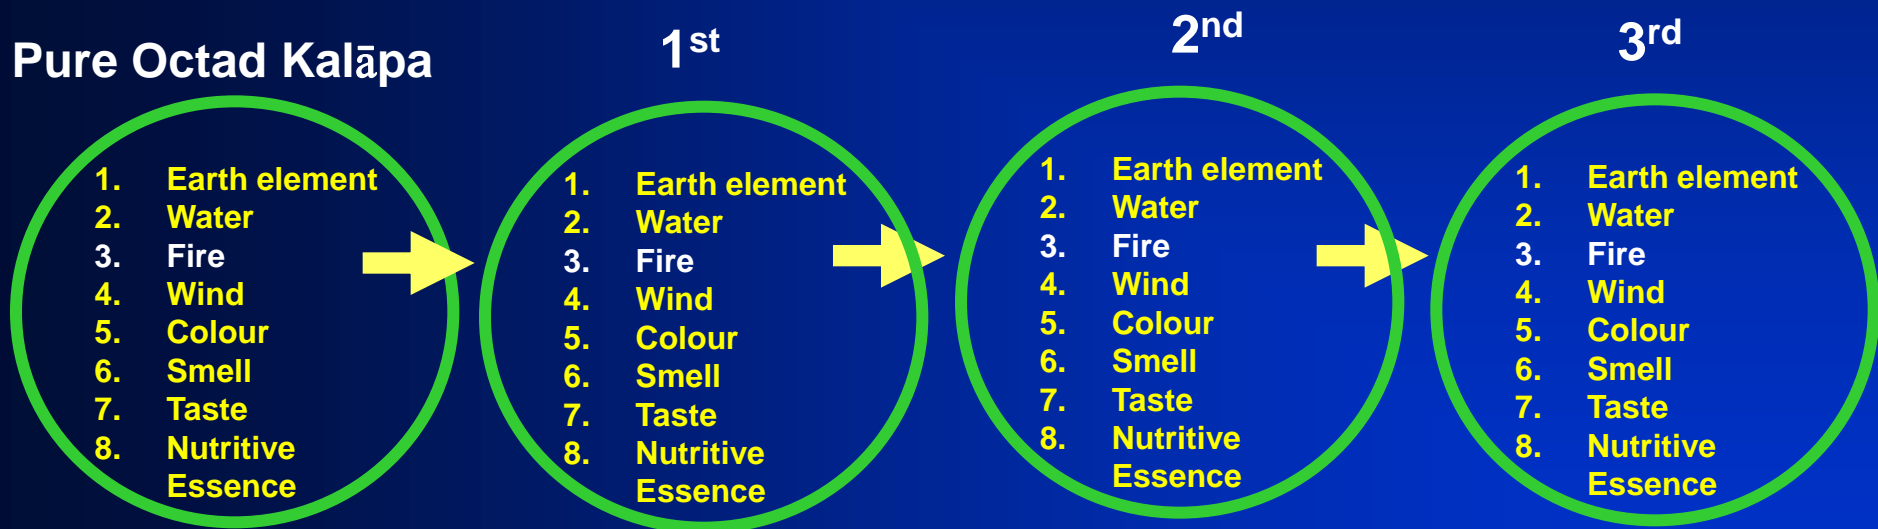 Pure Octad Kalāpa
1. Earth element
2. Water
3. Fire
4. Wind
5. Colour
6. Smell
7. Taste
8. Nutritive
Essence
1st
1. Earth element
2. Water
3. Fire
4. Wind
5. Colour
6. Smell
7. Taste
8. Nutritive
Essence
2nd
1. Earth element
2. Water
3. Fire
4. Wind
5. Colour
6. Smell
7. Taste
8. Nutritive
Essence
3rd
1. Earth element
2. Water
3. Fire
4. Wind
5. Colour
6. Smell
7. Taste
8. Nutritive
Essence